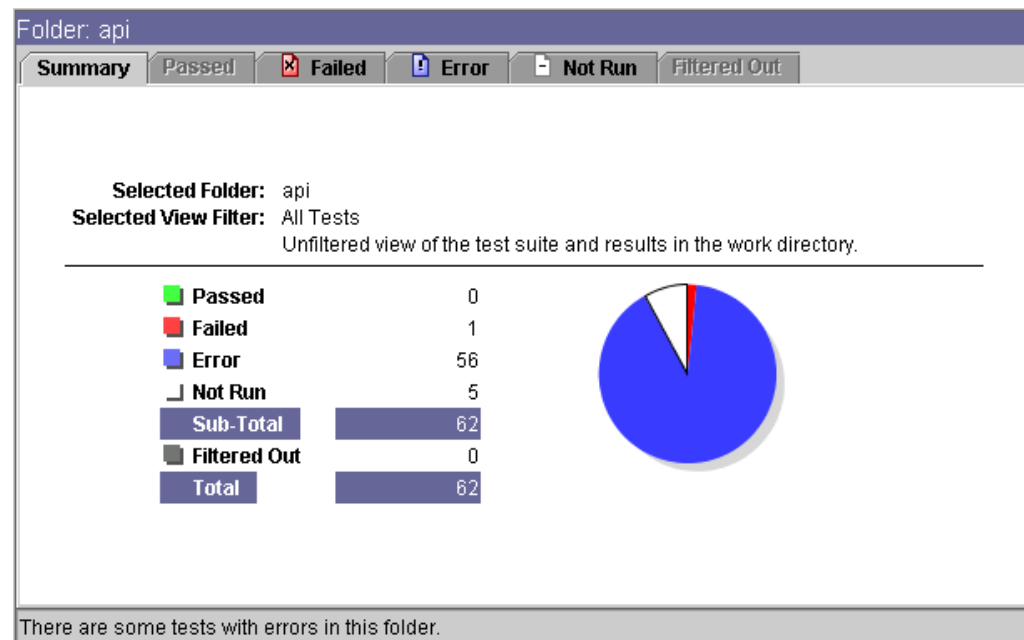 Folder: api
Summary Passed Failed Error Not Run Filtered Out
Selected Folder: api
Selected View Filter: All Tests
Unfiltered view of the test suite and results in the work directory.
Passed 0
Failed 1
Error 56
Not Run 5
Sub-Total 62
Filtered Out 0
Total 62
There are some tests with errors in this folder.